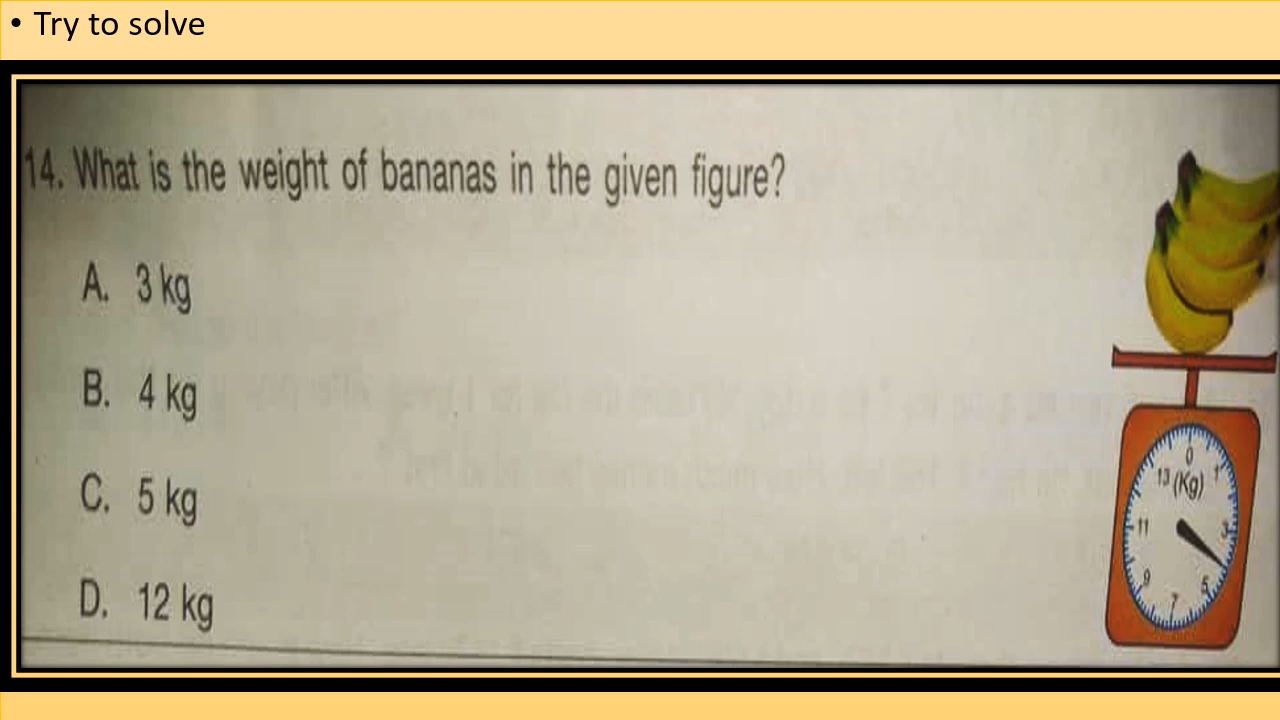 • Try to solve
14. What is the weight of bananas in the given figure?
A. 3 kg
B. 4 kg
C. 5 kg
D. 12 kg
0
1
3
5
7
9
11
13 (Kg)